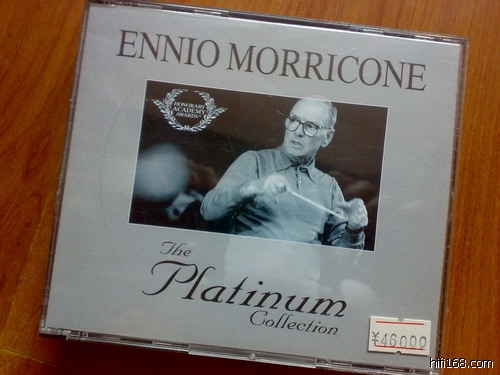 ENNIO MORRICONE
HONORARY
ACADEMY
AWARDS
The
Platinum
Collection
46000
hifi168.com